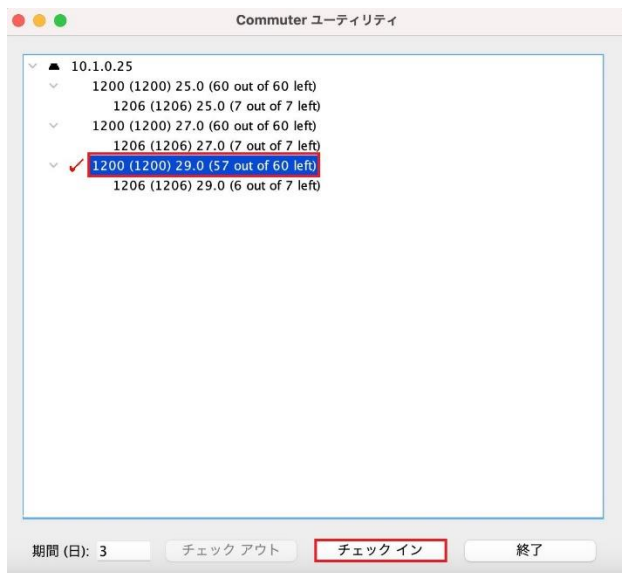 Commuter ユーティリティ
10.1.0.25
1200 (1200) 25.0 (60 out of 60 left)
1206 (1206) 25.0 (7 out of 7 left)
1200 (1200) 27.0 (60 out of 60 left)
1206 (1206) 27.0 (7 out of 7 left)
1200 (1200) 29.0 (57 out of 60 left)
1206 (1206) 29.0 (6 out of 7 left)
期間 (日): 3 チェック アウト チェック イン 終了